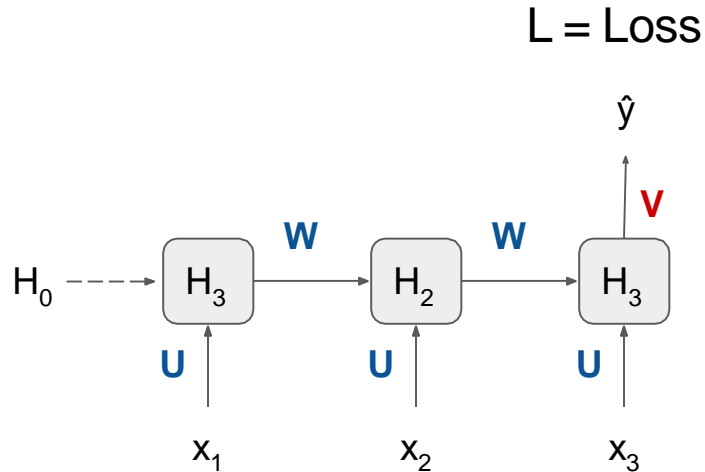 L = Loss
ŷ
V
W W
H₀ H₃ H₂ H₃
U U U
x₁ x₂ x₃